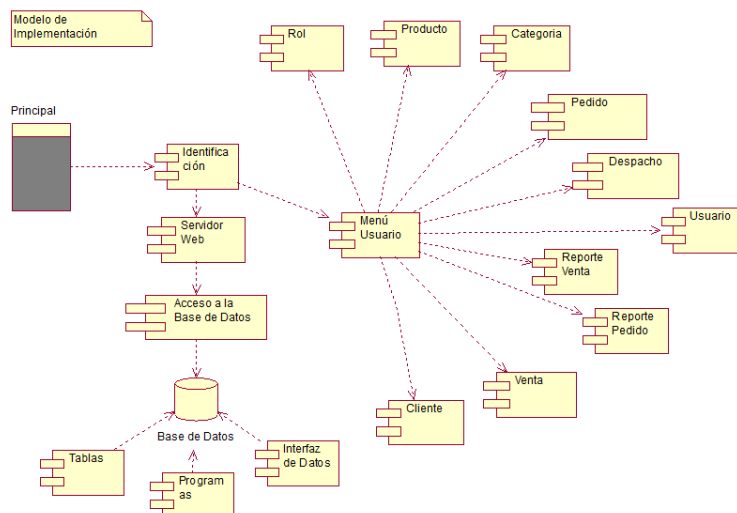 Modelo de
Implementación
Rol
Producto
Categoria
Principal
Pedido
Identifica
ción
Despacho
Menú
Usuario
Usuario
Servidor
Web
Reporte
Venta
Acceso a la
Base de Datos
Reporte
Pedido
Venta
Cliente
Base de Datos
Tablas
Interfaz
de Datos
Program
as